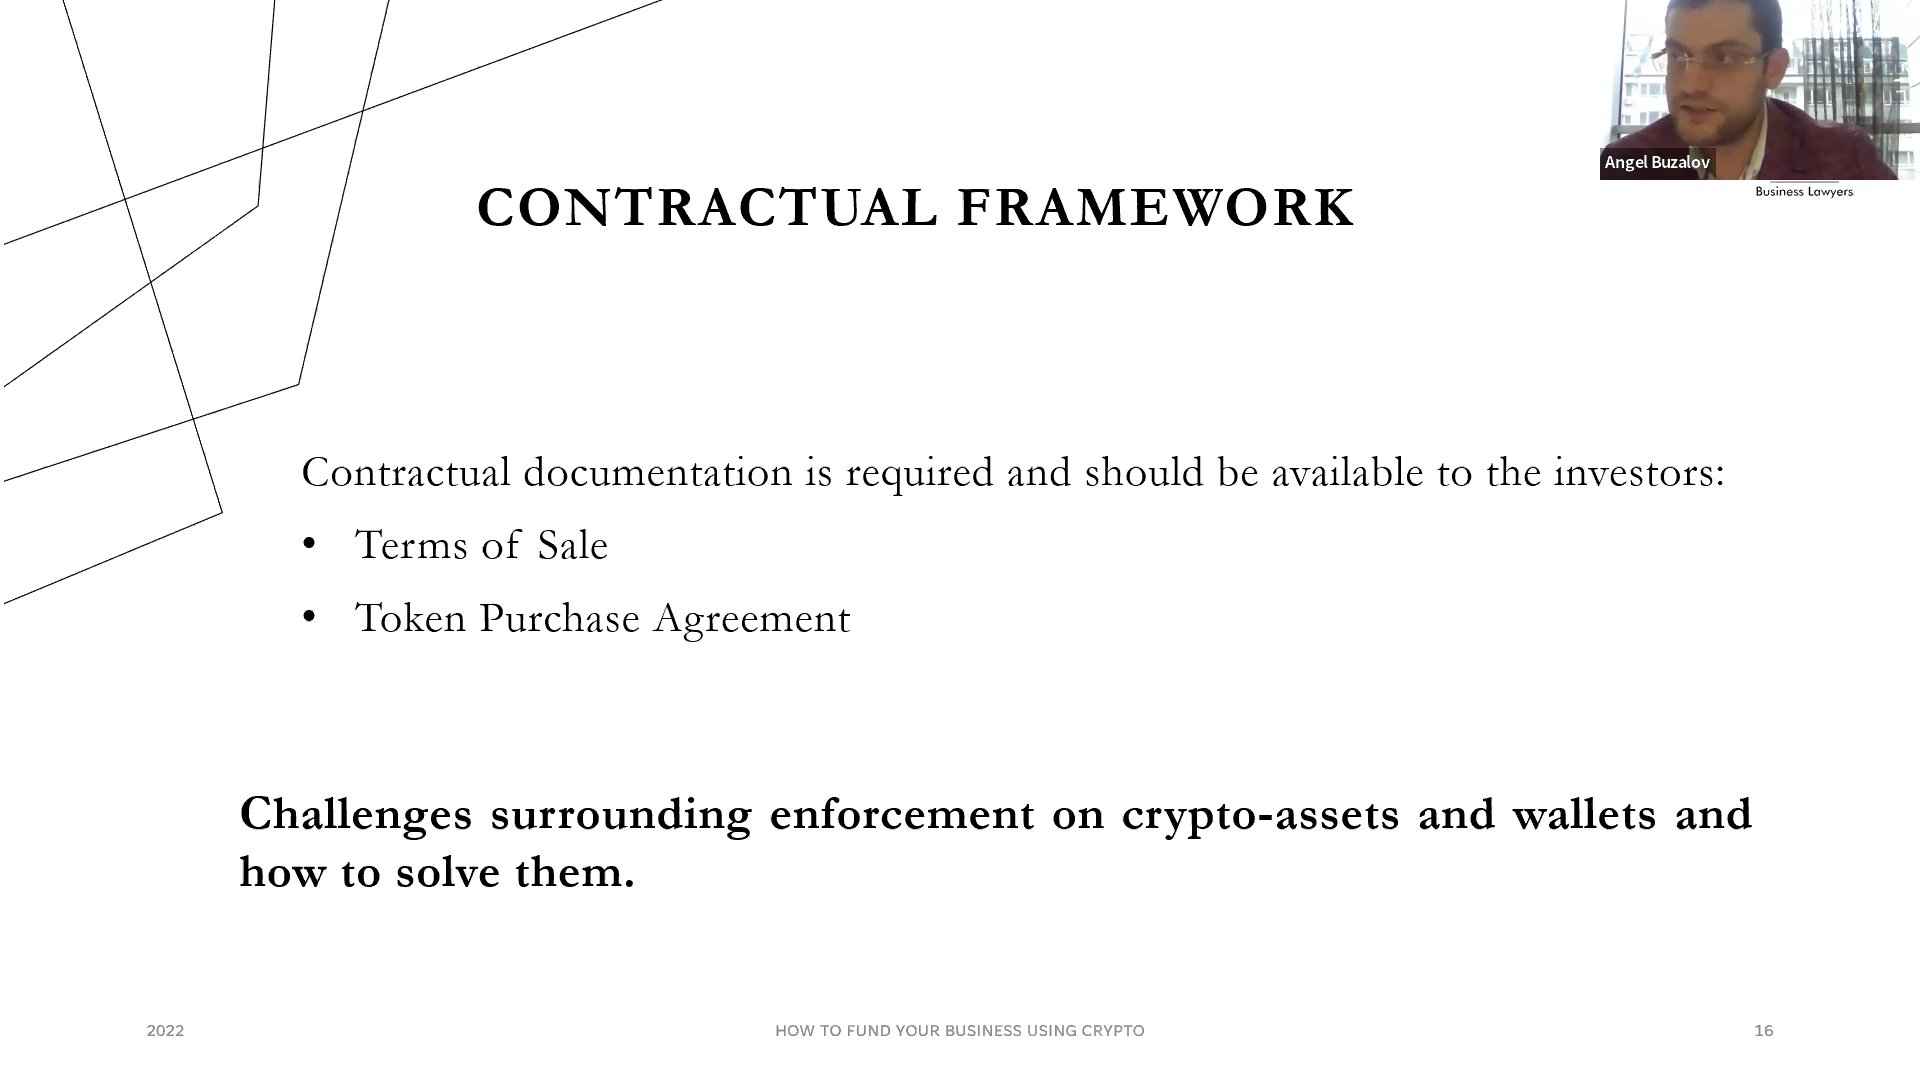 Angel Buzalov
Business Lawyers
CONTRACTUAL FRAMEWORK
Contractual documentation is required and should be available to the investors:
• Terms of Sale
• Token Purchase Agreement
Challenges surrounding enforcement on crypto-assets and wallets and
how to solve them.
2022
HOW TO FUND YOUR BUSINESS USING CRYPTO
16